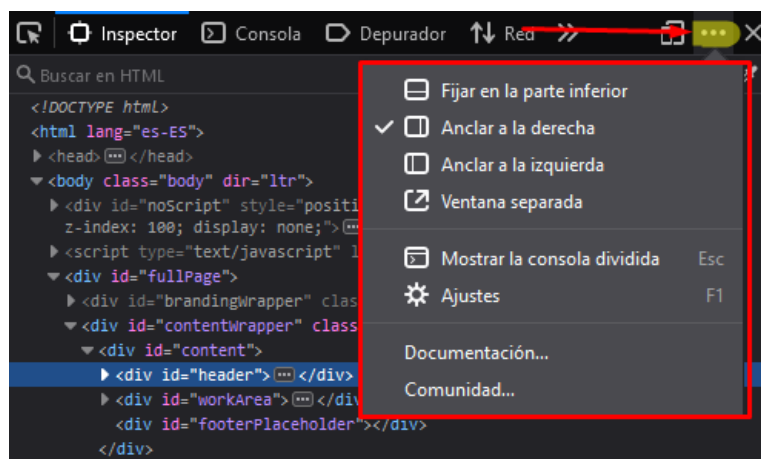 Inspector Consola Depurador Red
Buscar en HTML
<!DOCTYPE html>
<html lang="es-ES">
<head></head>
<body class="body" dir="ltr">
<div id="noScript" style="positi
z-index: 100; display: none;">
<script type="text/javascript" l
<div id="fullPage">
<div id="brandingWrapper" clas
<div id="contentWrapper" class
<div id="content">
<div id="header"></div>
<div id="workArea"></div
<div id="footerPlaceholder"></div>
</div>
Fijar en la parte inferior
Anclar a la derecha
Anclar a la izquierda
Ventana separada
Mostrar la consola dividida Esc
Ajustes F1
Documentación...
Comunidad...